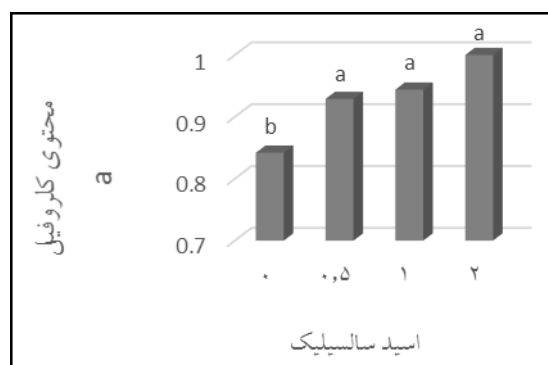 محتوی کلروفیل
a
1
0.9
0.8
0.7
b
a
a
a
۰
۰,۵
۱
۲
اسید سالسیلیک